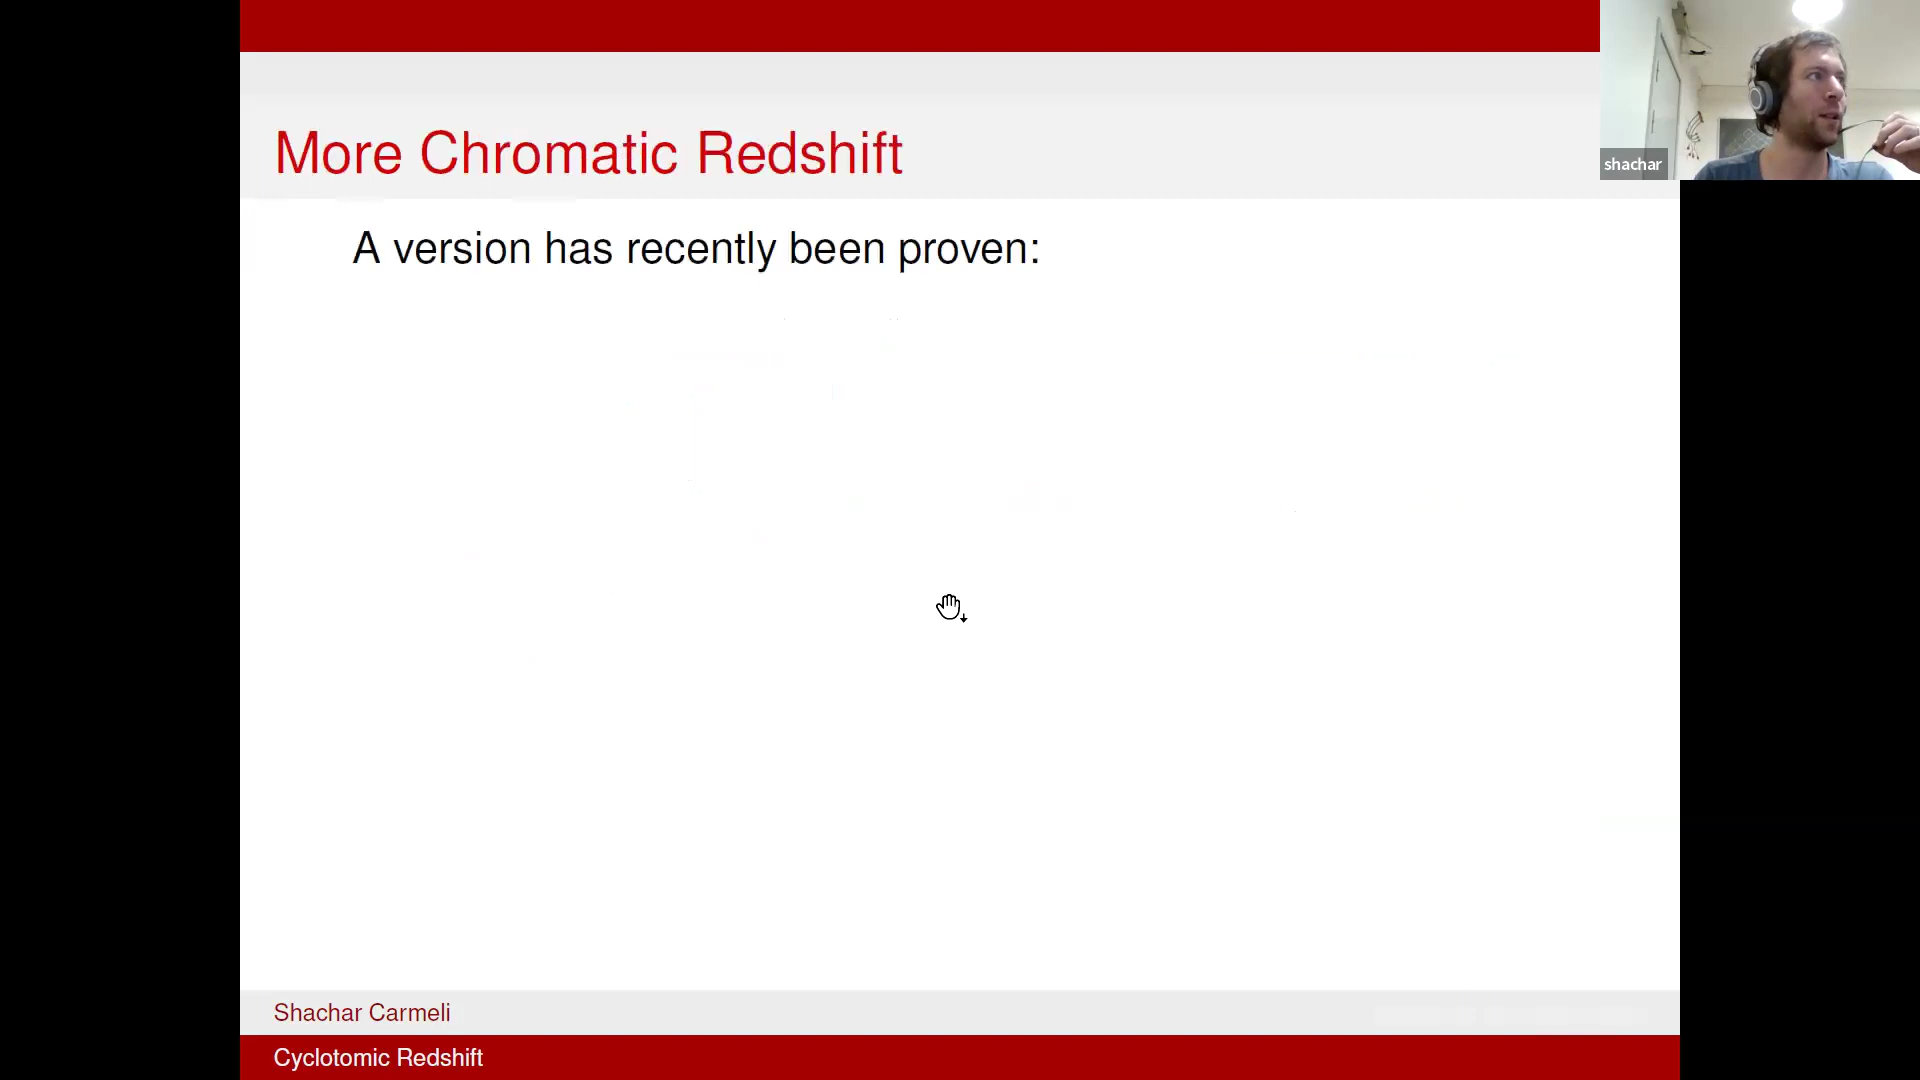 More Chromatic Redshift
shachar
A version has recently been proven:
Shachar Carmeli
Cyclotomic Redshift